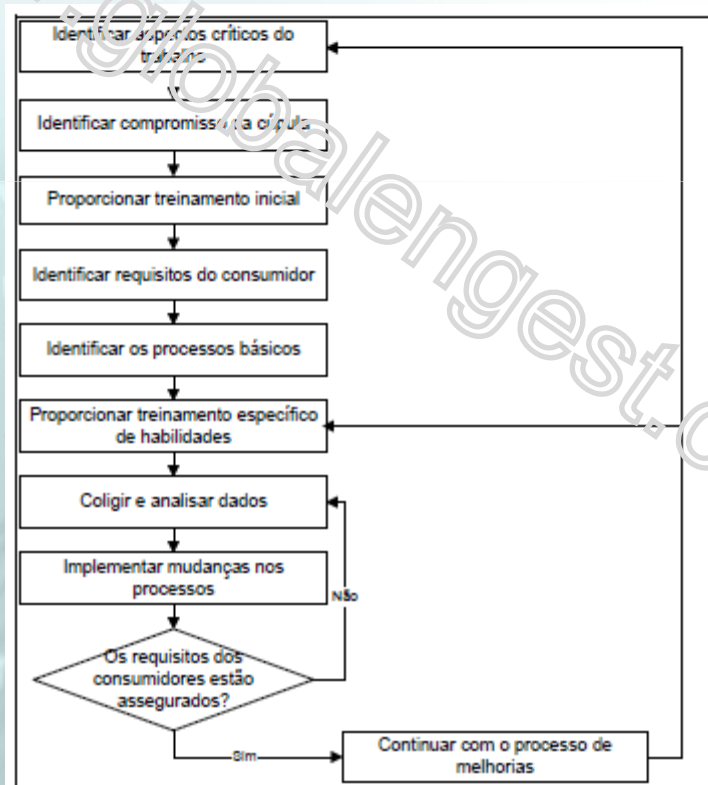 Identificar aspectos críticos do
trabalho
Identificar compromisso da cúpula
Proporcionar treinamento inicial
Identificar requisitos do consumidor
Identificar os processos básicos
Proporcionar treinamento específico
de habilidades
Coligir e analisar dados
Implementar mudanças nos
processos
Não
Os requisitos dos
consumidores estão
assegurados?
Sim
Continuar com o processo de
melhorias
.globalengest.c